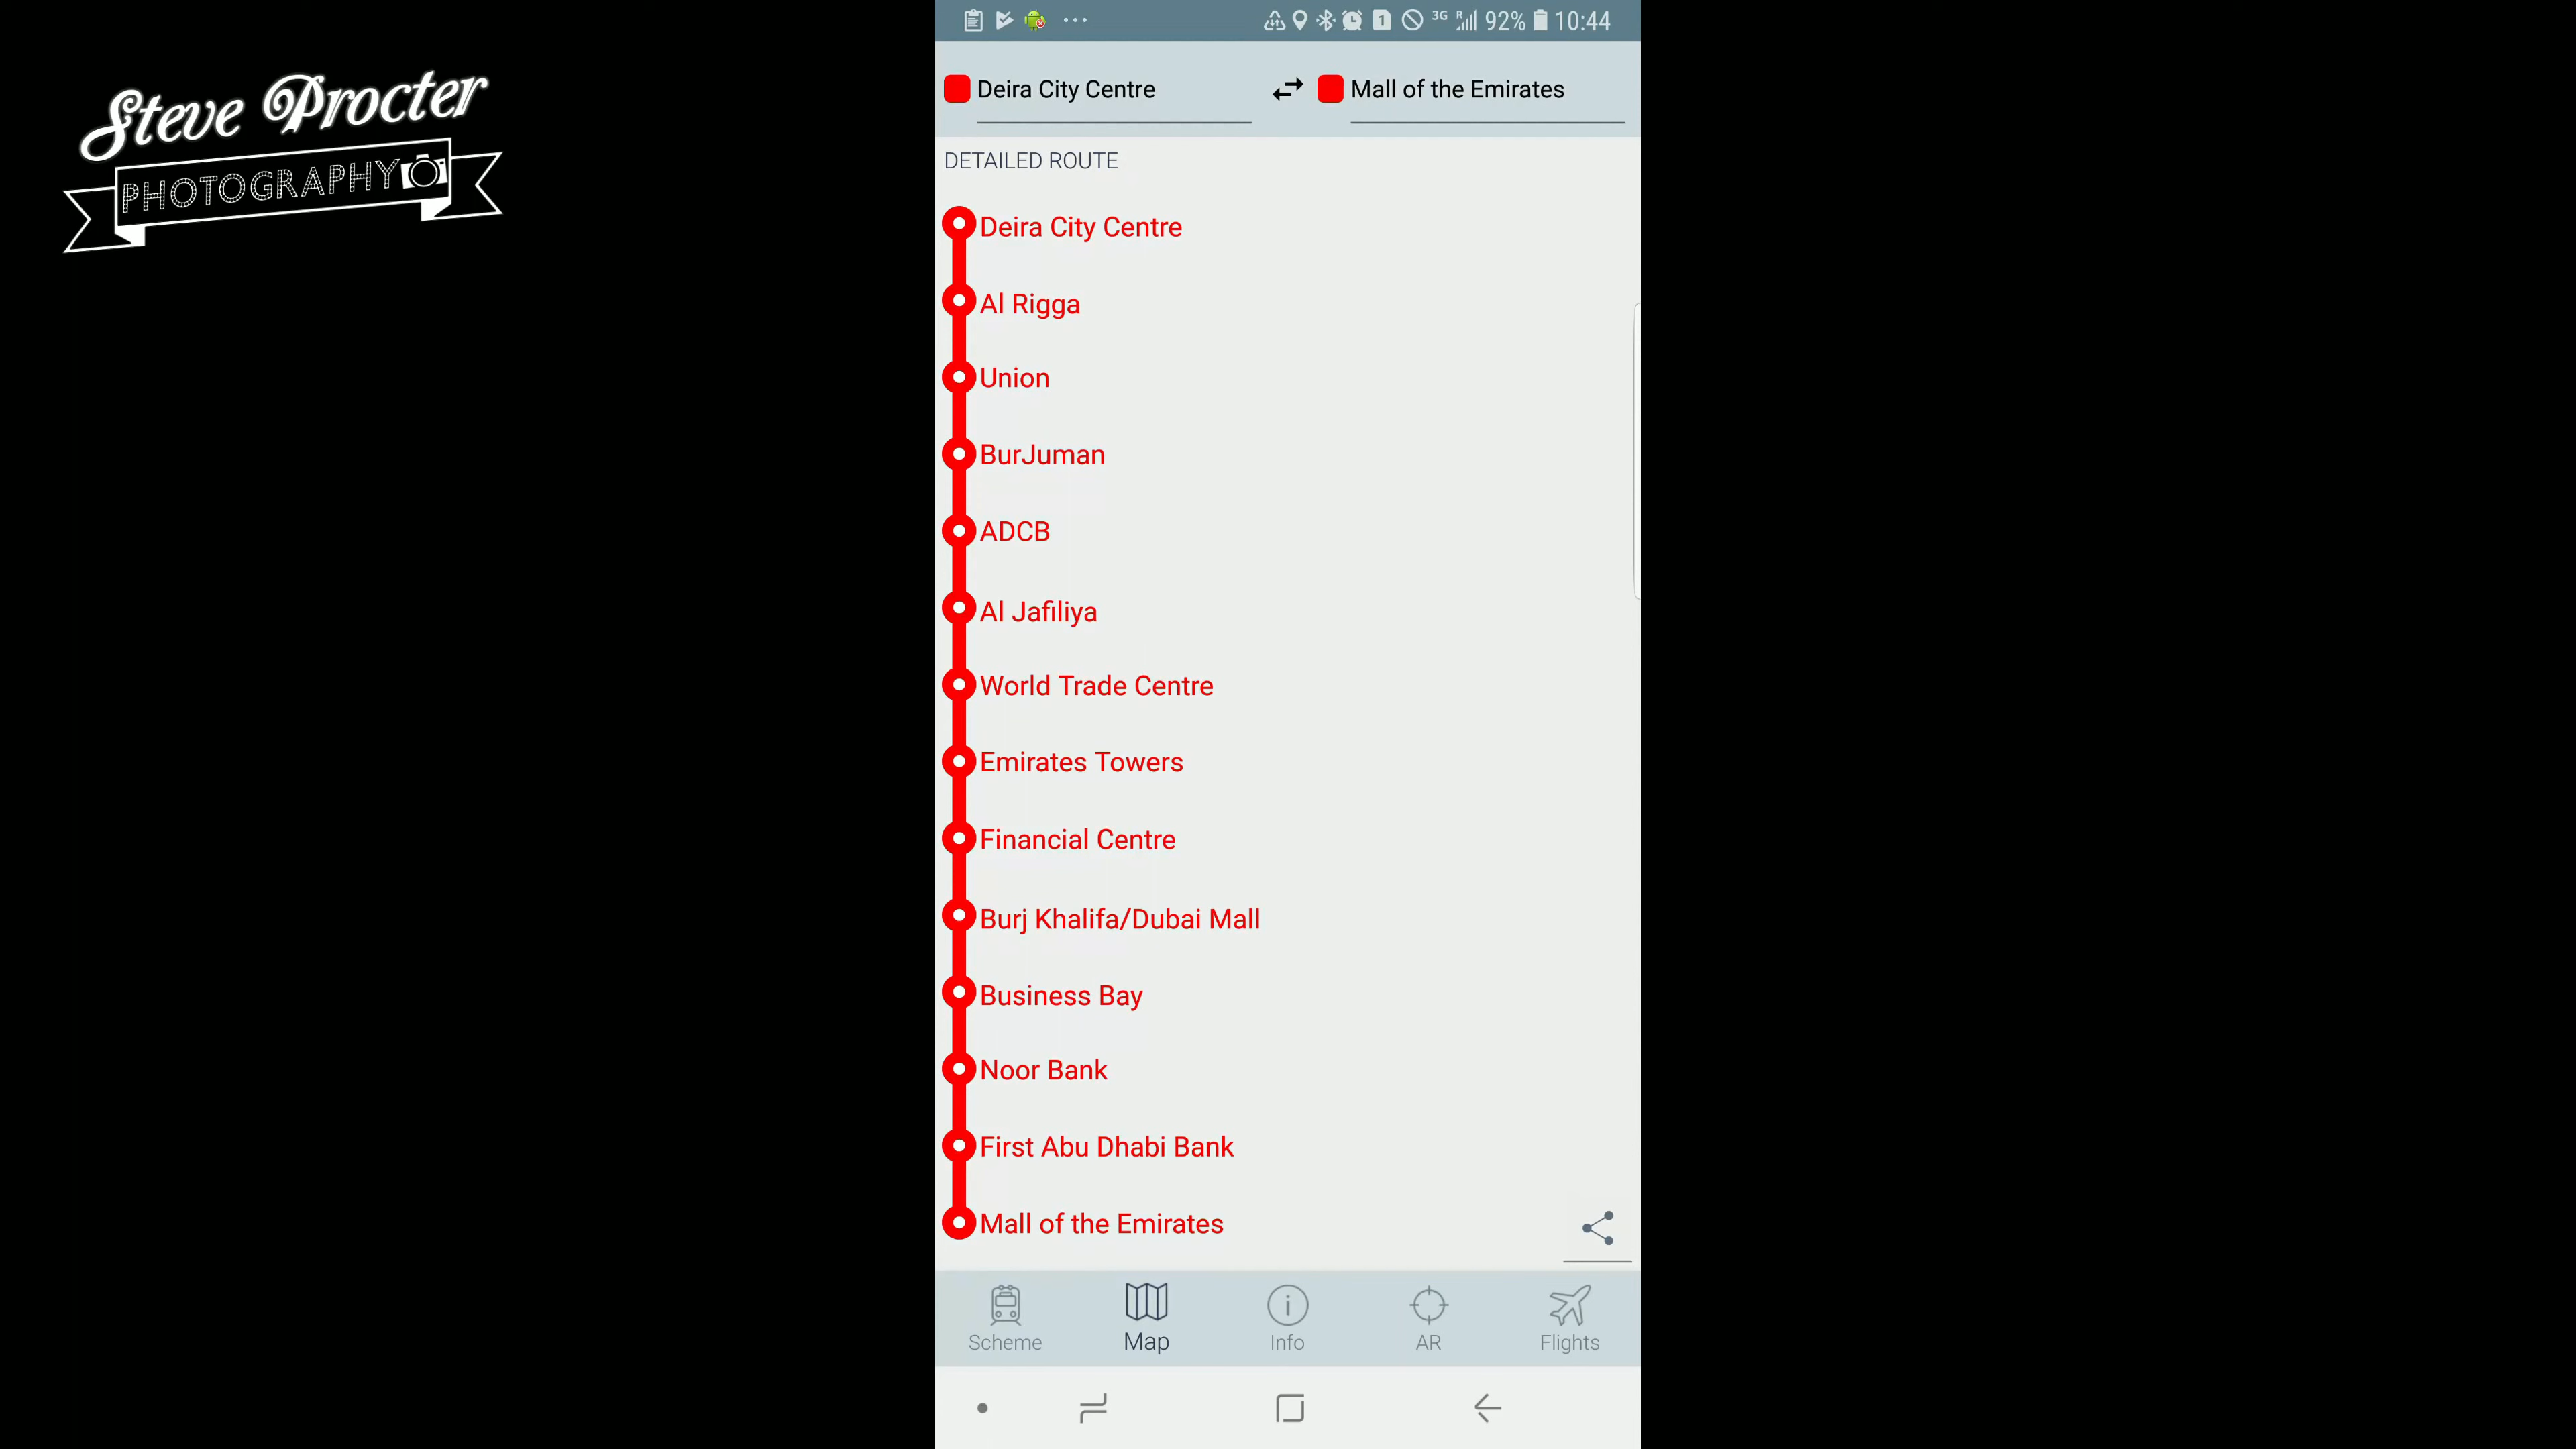 Steve Procter
PHOTOGRAPHY
3G R 92% 10:44
1
Deira City Centre
Mall of the Emirates
DETAILED ROUTE
Deira City Centre
Al Rigga
Union
BurJuman
ADCB
Al Jafiliya
World Trade Centre
Emirates Towers
Financial Centre
Burj Khalifa/Dubai Mall
Business Bay
Noor Bank
First Abu Dhabi Bank
Mall of the Emirates
Scheme
Map
Info
AR
Flights